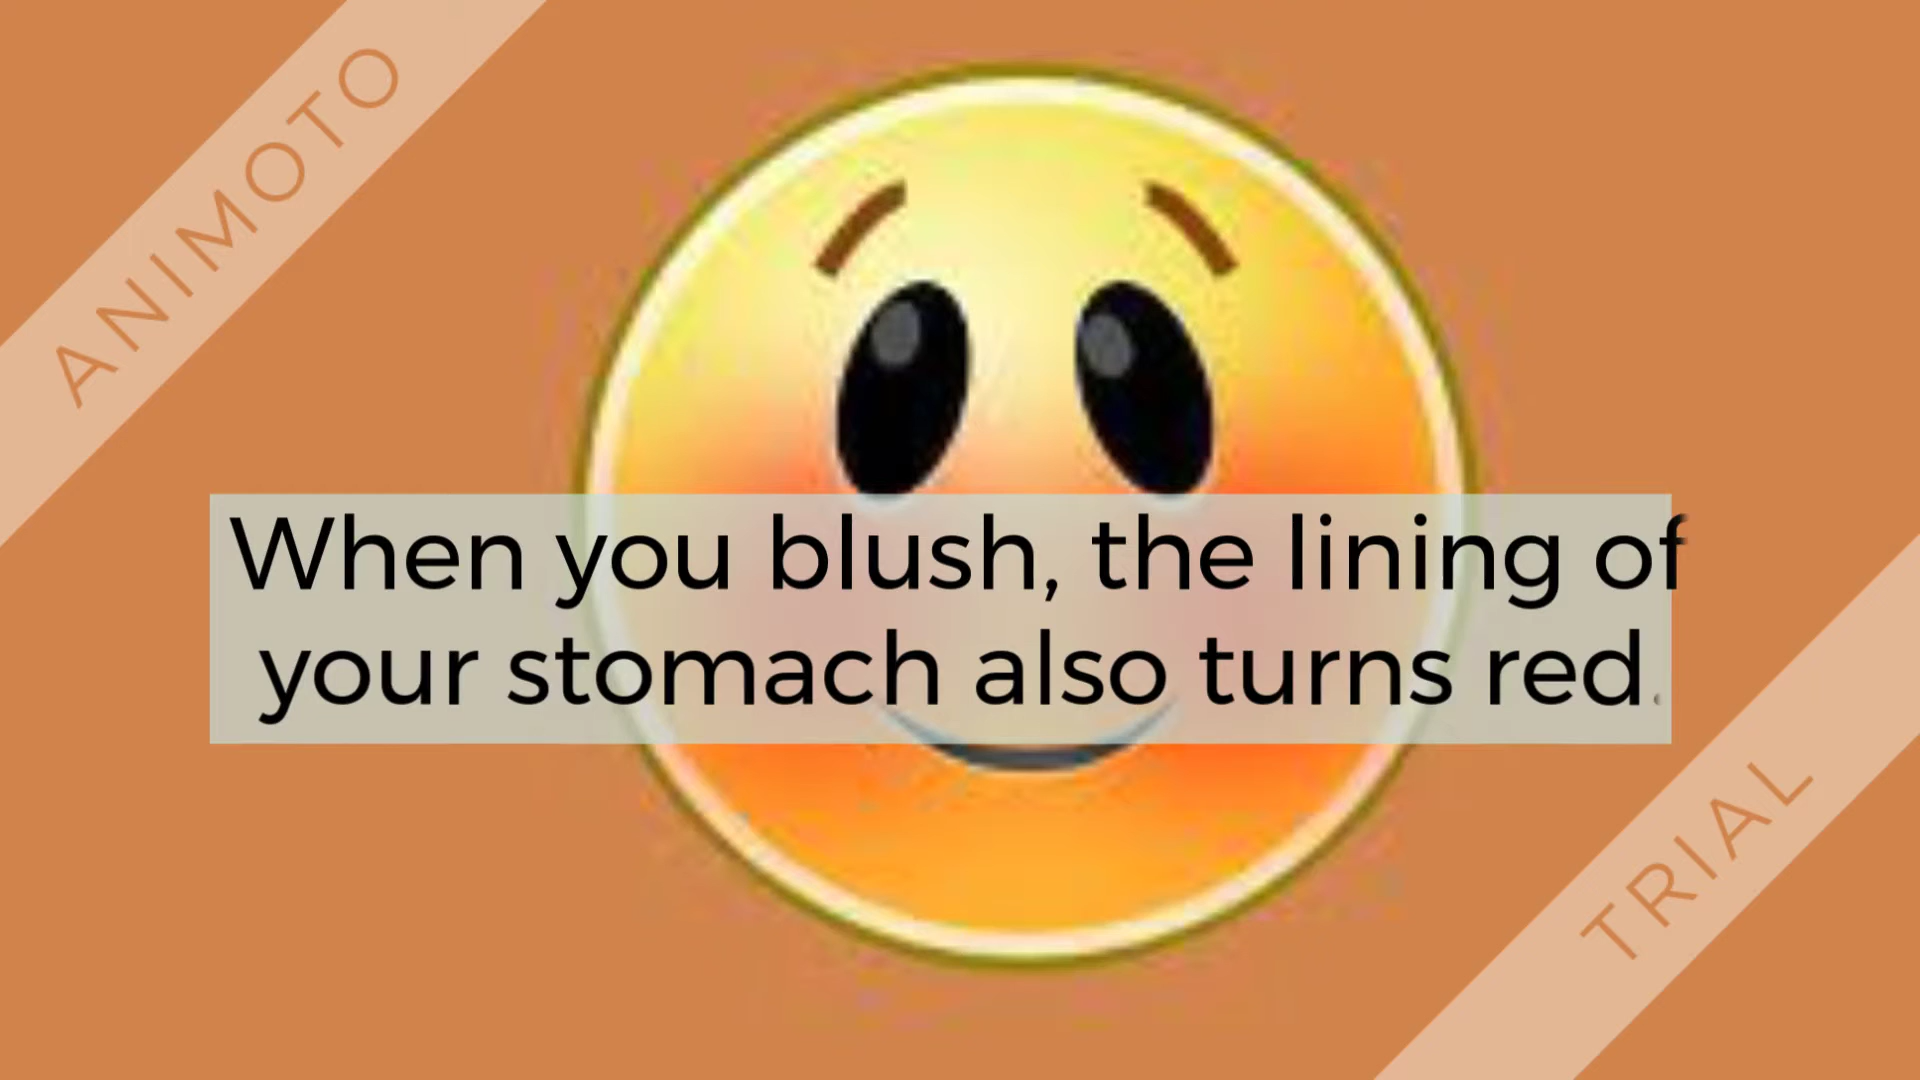 ANIMOTO
When you blush, the lining of
your stomach also turns red.
TRIAL